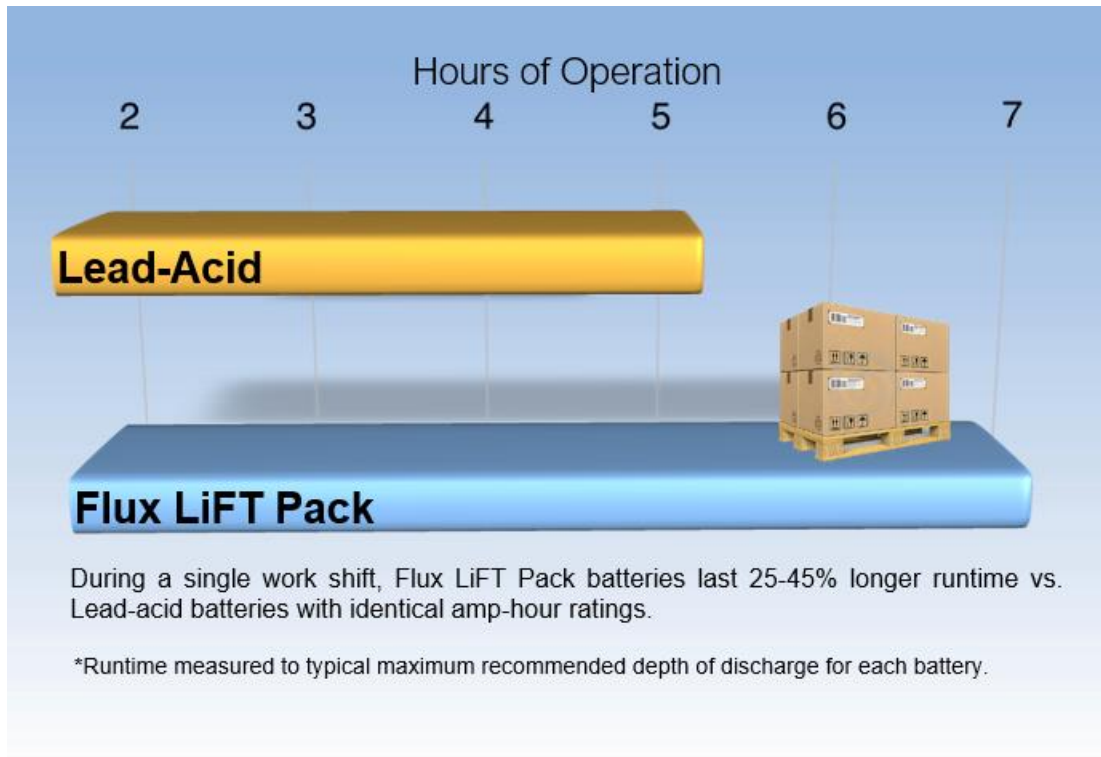 Hours of Operation
2 3 4 5 6 7
Lead-Acid
Flux LiFT Pack
During a single work shift, Flux LiFT Pack batteries last 25-45% longer runtime vs.
Lead-acid batteries with identical amp-hour ratings.
*Runtime measured to typical maximum recommended depth of discharge for each battery.